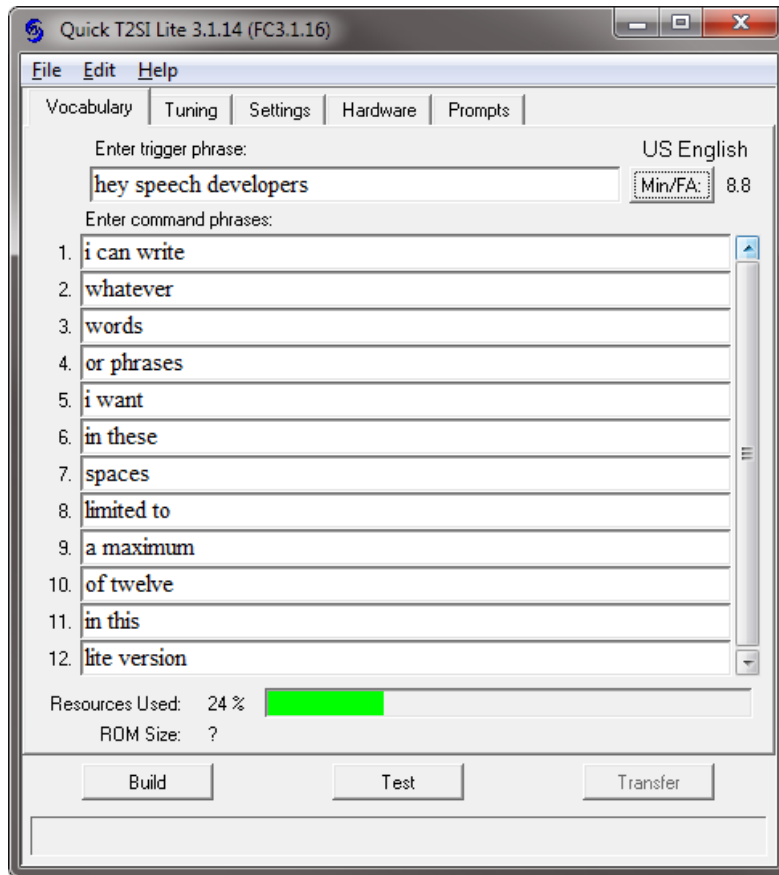 Quick T2SI Lite 3.1.14 (FC3.1.16)
File Edit Help
Vocabulary Tuning Settings Hardware Prompts
Enter trigger phrase: US English
hey speech developers Min/FA: 8.8
Enter command phrases:
1. i can write
2. whatever
3. words
4. or phrases
5. i want
6. in these
7. spaces
8. limited to
9. a maximum
10. of twelve
11. in this
12. lite version
Resources Used: 24 %
ROM Size: ?
Build Test Transfer